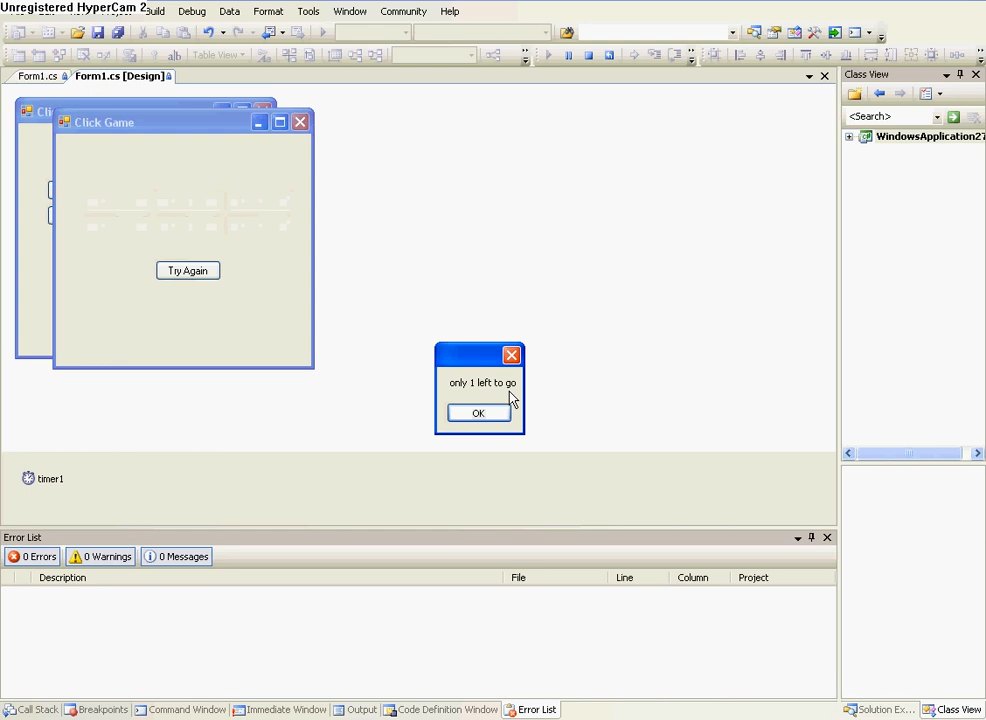 Unregistered HyperCam 2
Build Debug Data Format Tools Window Community Help
Table View
Form1.cs Form1.cs [Design]
Class View
<Search>
WindowsApplication27
Click Game
Try Again
only 1 left to go
OK
timer1
Error List
0 Errors 0 Warnings 0 Messages
Description File Line Column Project
Call Stack Breakpoints Command Window Immediate Window Output Code Definition Window Error List
Solution Ex... Class View